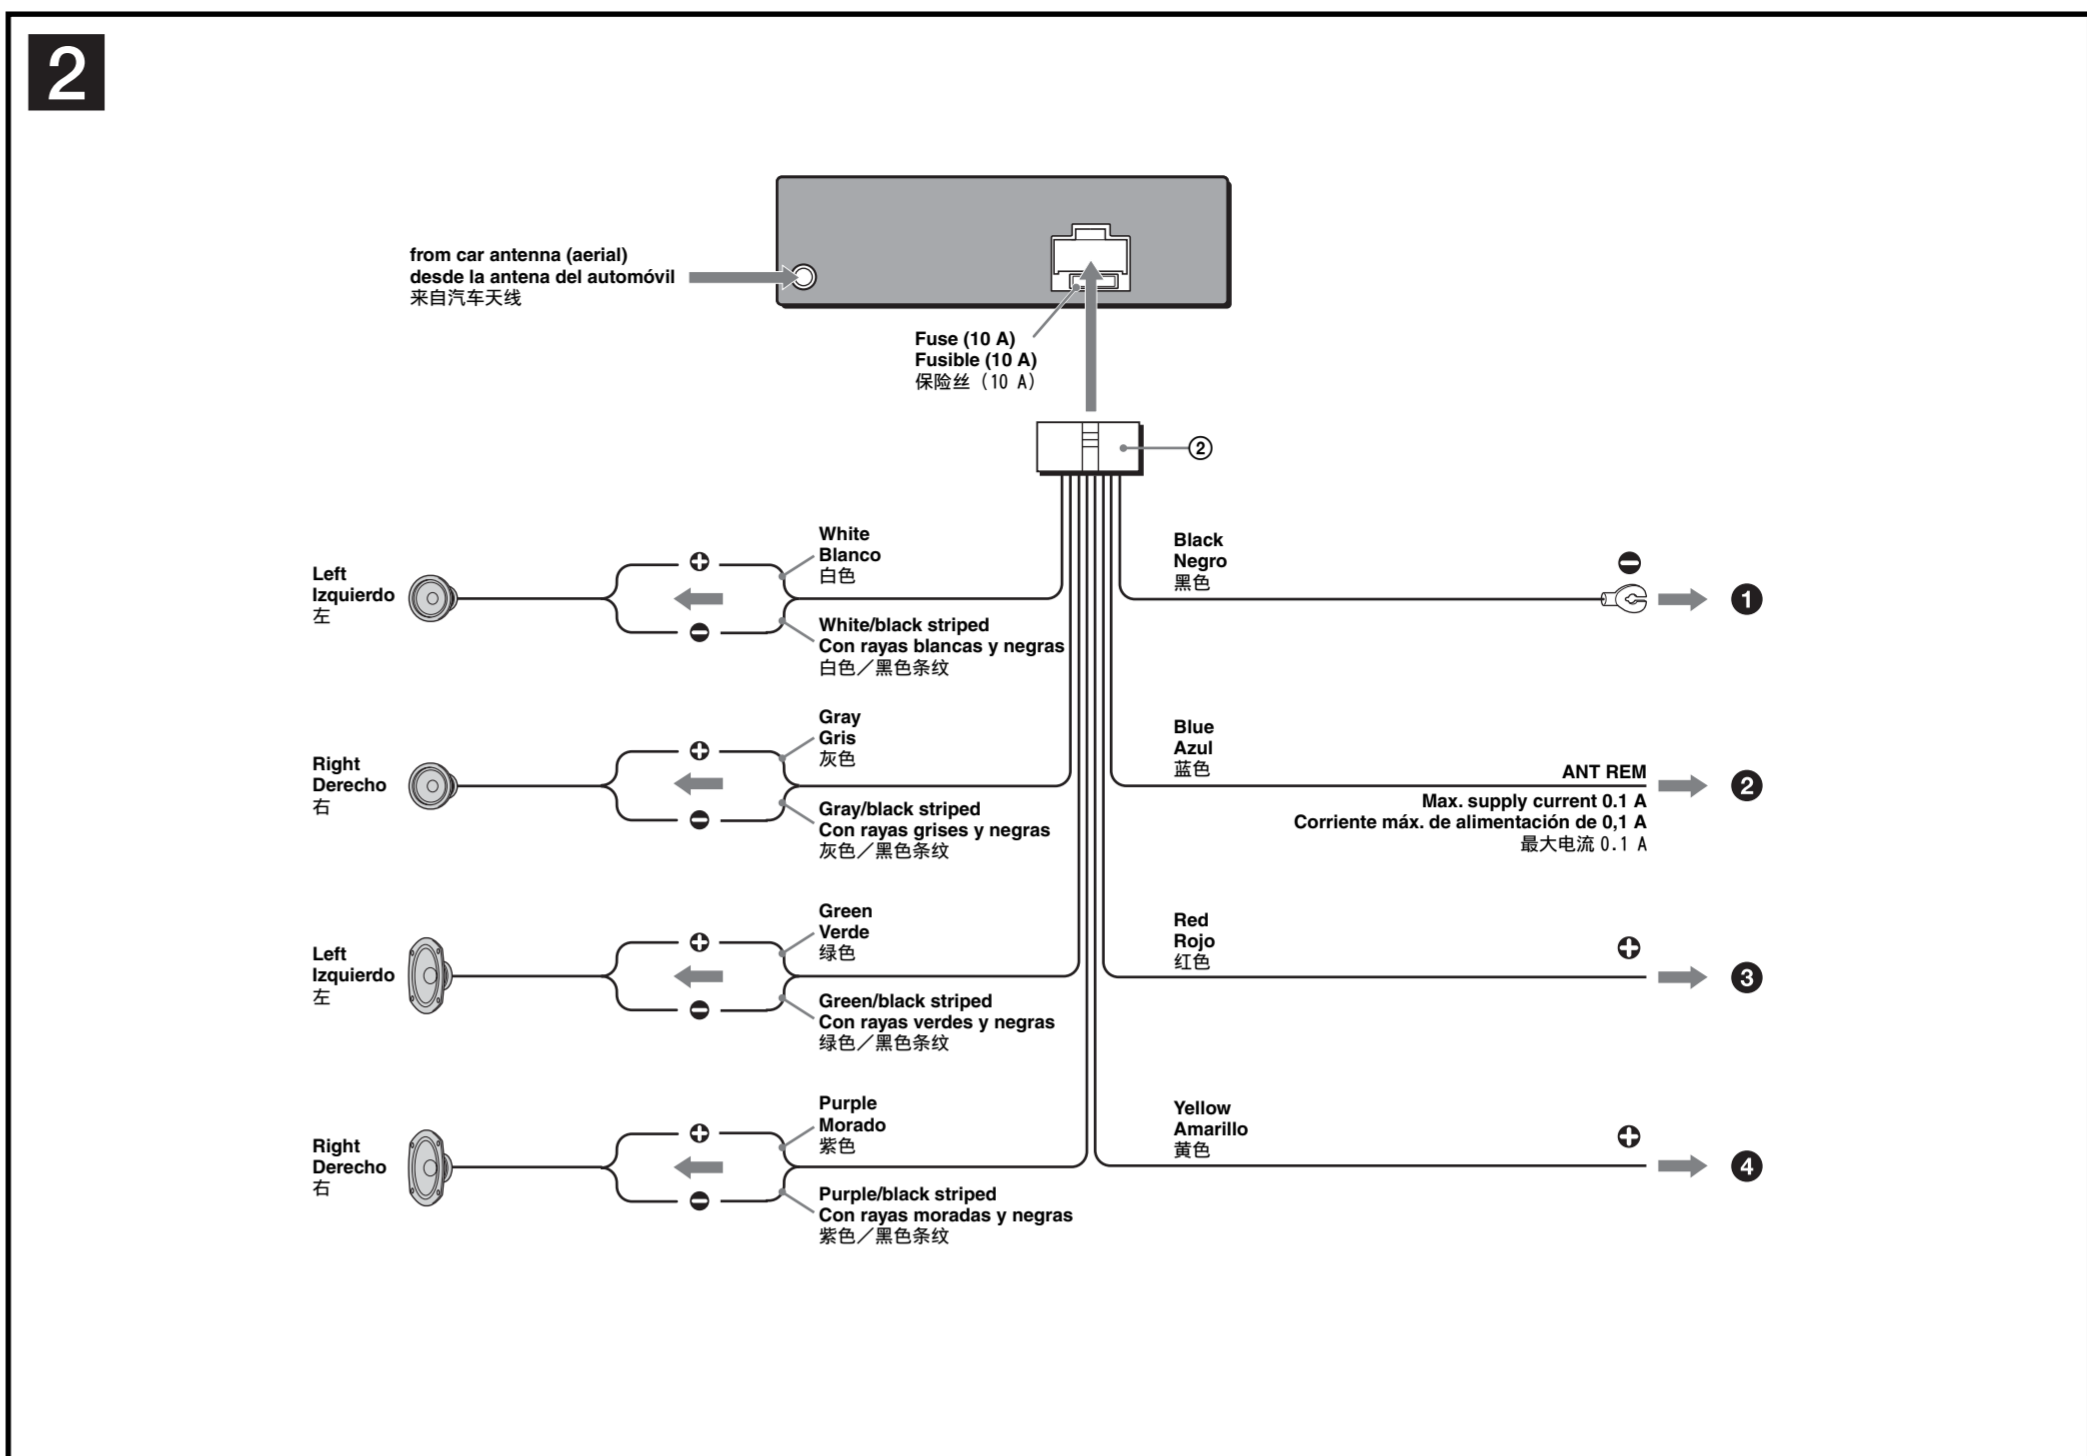 2
from car antenna (aerial)
desde la antena del automóvil
来自汽车天线
Fuse (10 A)
Fusible (10 A)
保险丝（10 A）
②
White
Blanco
白色
Left
Izquierdo
左
White/black striped
Con rayas blancas y negras
白色／黑色条纹
Black
Negro
黑色
❶
Gray
Gris
灰色
Right
Derecho
右
Gray/black striped
Con rayas grises y negras
灰色／黑色条纹
Blue
Azul
蓝色
ANT REM
❷
Max. supply current 0.1 A
Corriente máx. de alimentación de 0,1 A
最大电流 0.1 A
Green
Verde
绿色
Left
Izquierdo
左
Green/black striped
Con rayas verdes y negras
绿色／黑色条纹
Red
Rojo
红色
❸
Purple
Morado
紫色
Right
Derecho
右
Purple/black striped
Con rayas moradas y negras
紫色／黑色条纹
Yellow
Amarillo
黄色
❹